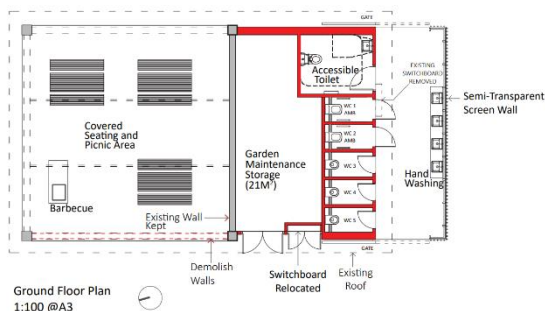 GATE
EXISTING
SWITCHBOARD
REMOVED
Accessible
Toilet
Semi-Transparent
Screen Wall
WC 1
AMB
WC 2
AMB
Covered
Seating and
Picnic Area
Garden
Maintenance
Storage
(21M²)
WC 3
Hand
Washing
WC 4
Barbecue
Existing Wall
Kept
WC 5
GATE
Demolish
Walls
Switchboard
Relocated
Existing
Roof
Ground Floor Plan
1:100 @A3